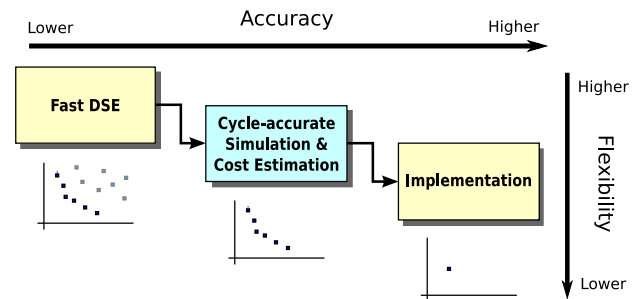 Accuracy
Lower
Higher
Fast DSE
Cycle-accurate
Simulation &
Cost Estimation
Implementation
Higher
Flexibility
Lower